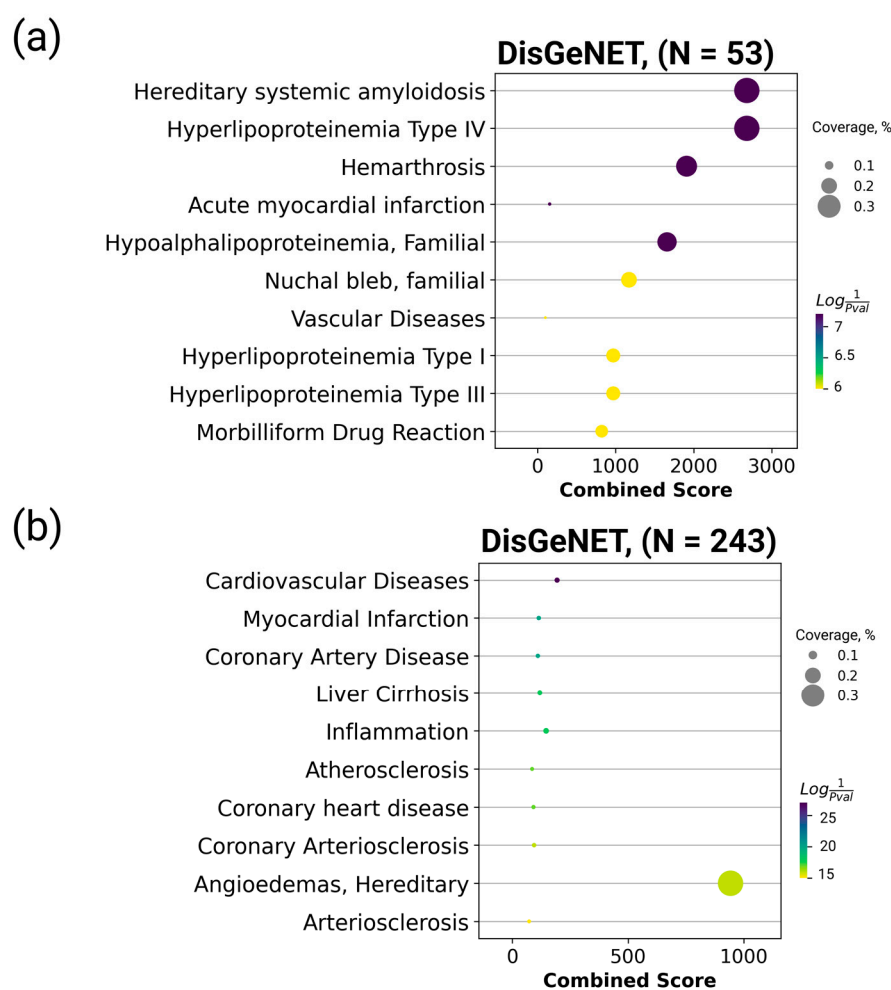 (a)
DisGeNET, (N = 53)
Hereditary systemic amyloidosis
Hyperlipoproteinemia Type IV
Hemarthrosis
Acute myocardial infarction
Hypoalphalipoproteinemia, Familial
Nuchal bleb, familial
Vascular Diseases
Hyperlipoproteinemia Type I
Hyperlipoproteinemia Type III
Morbilliform Drug Reaction
0 1000 2000 3000
Combined Score
Coverage, %
0.1
0.2
0.3
Log 1/Pval
7
6.5
6
(b)
DisGeNET, (N = 243)
Cardiovascular Diseases
Myocardial Infarction
Coronary Artery Disease
Liver Cirrhosis
Inflammation
Atherosclerosis
Coronary heart disease
Coronary Arteriosclerosis
Angioedemas, Hereditary
Arteriosclerosis
0 500 1000
Combined Score
Coverage, %
0.1
0.2
0.3
Log 1/Pval
25
20
15